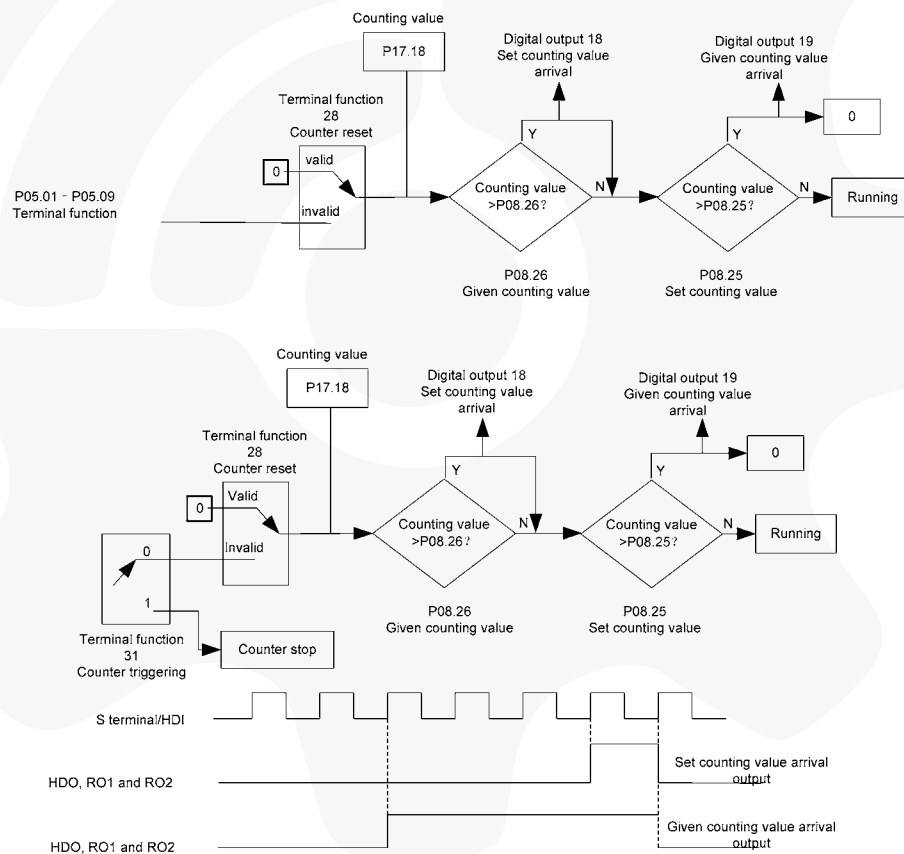 Counting value
P17.18
Digital output 18
Set counting value
arrival
Digital output 19
Given counting value
arrival
Terminal function
28
Counter reset
0
valid
invalid
P05.01 - P05.09
Terminal function
Y
Counting value
>P08.26?
N
Y
0
Counting value
>P08.25?
N
Running
P08.26
Given counting value
P08.25
Set counting value
Counting value
P17.18
Digital output 18
Set counting value
arrival
Digital output 19
Given counting value
arrival
Terminal function
28
Counter reset
0
Valid
Invalid
Y
Counting value
>P08.26?
N
Y
0
Counting value
>P08.25?
N
Running
0
1
Terminal function
31
Counter triggering
Counter stop
P08.26
Given counting value
P08.25
Set counting value
S terminal/HDI
HDO, RO1 and RO2
Set counting value arrival
output
HDO, RO1 and RO2
Given counting value arrival
output